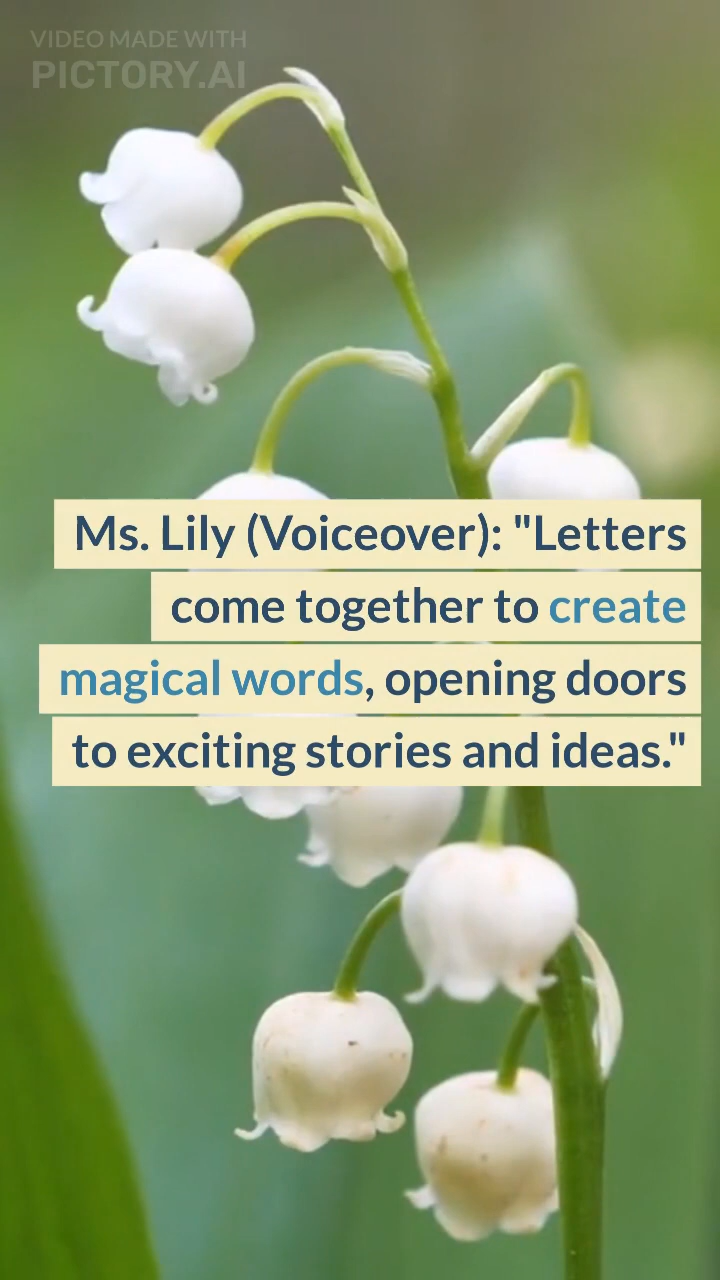 VIDEO MADE WITH
PICTORY.AI
Ms. Lily (Voiceover): "Letters
come together to create
magical words, opening doors
to exciting stories and ideas."